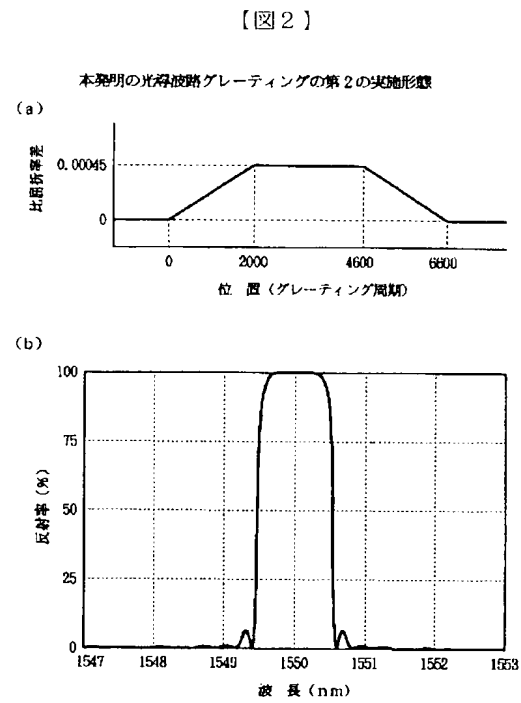 【図２】
本発明の光導波路グレーティングの第２の実施形態
（a）
比屈折率差
0.00045
0
0 2000 4600 6600
位 置（グレーティング周期）
（b）
反射率（%）
100
75
50
25
0
1547 1548 1549 1550 1551 1552 1553
波 長（nm）